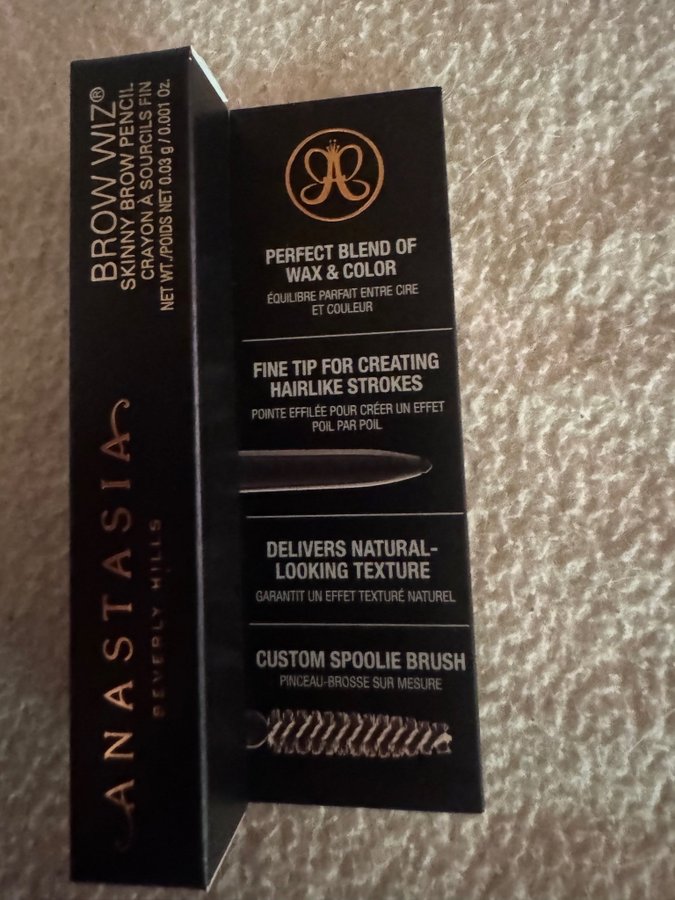 BROW WIZ®
SKINNY BROW PENCIL
CRAYON À SOURCILS FIN
NET WT./POIDS NET 0.03 g / 0.001 Oz.
ANASTASIA
BEVERLY HILLS
PERFECT BLEND OF
WAX & COLOR
ÉQUILIBRE PARFAIT ENTRE CIRE
ET COULEUR
FINE TIP FOR CREATING
HAIRLIKE STROKES
POINTE EFFILÉE POUR CRÉER UN EFFET
POIL PAR POIL
DELIVERS NATURAL-
LOOKING TEXTURE
GARANTIT UN EFFET TEXTURÉ NATUREL
CUSTOM SPOOLIE BRUSH
PINCEAU-BROSSE SUR MESURE